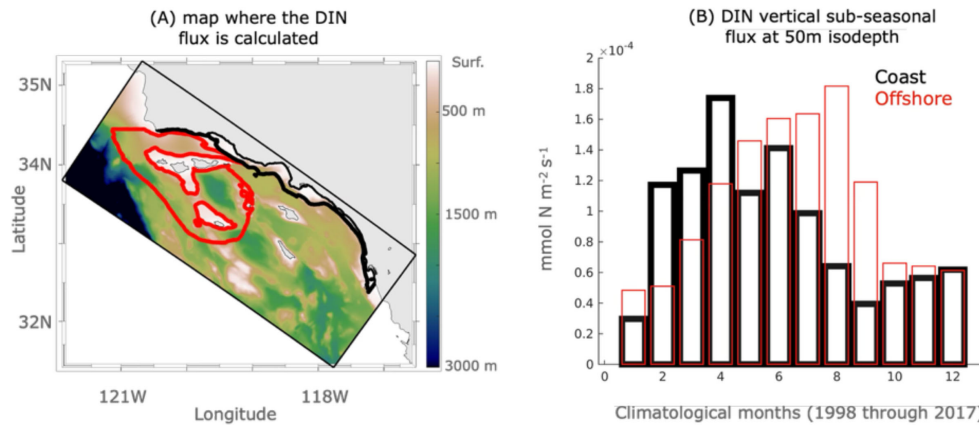 (A) map where the DIN
flux is calculated
35N
34N
32N
Latitude
121W
118W
Longitude
Surf.
500 m
1500 m
3000 m
(B) DIN vertical sub-seasonal
flux at 50m isodepth
×10⁻⁴
2
1.8
1.6
1.4
1.2
1
0.8
0.6
0.4
0.2
0
mmol N m⁻² s⁻¹
Coast
Offshore
0 2 4 6 8 10 12
Climatological months (1998 through 2017)